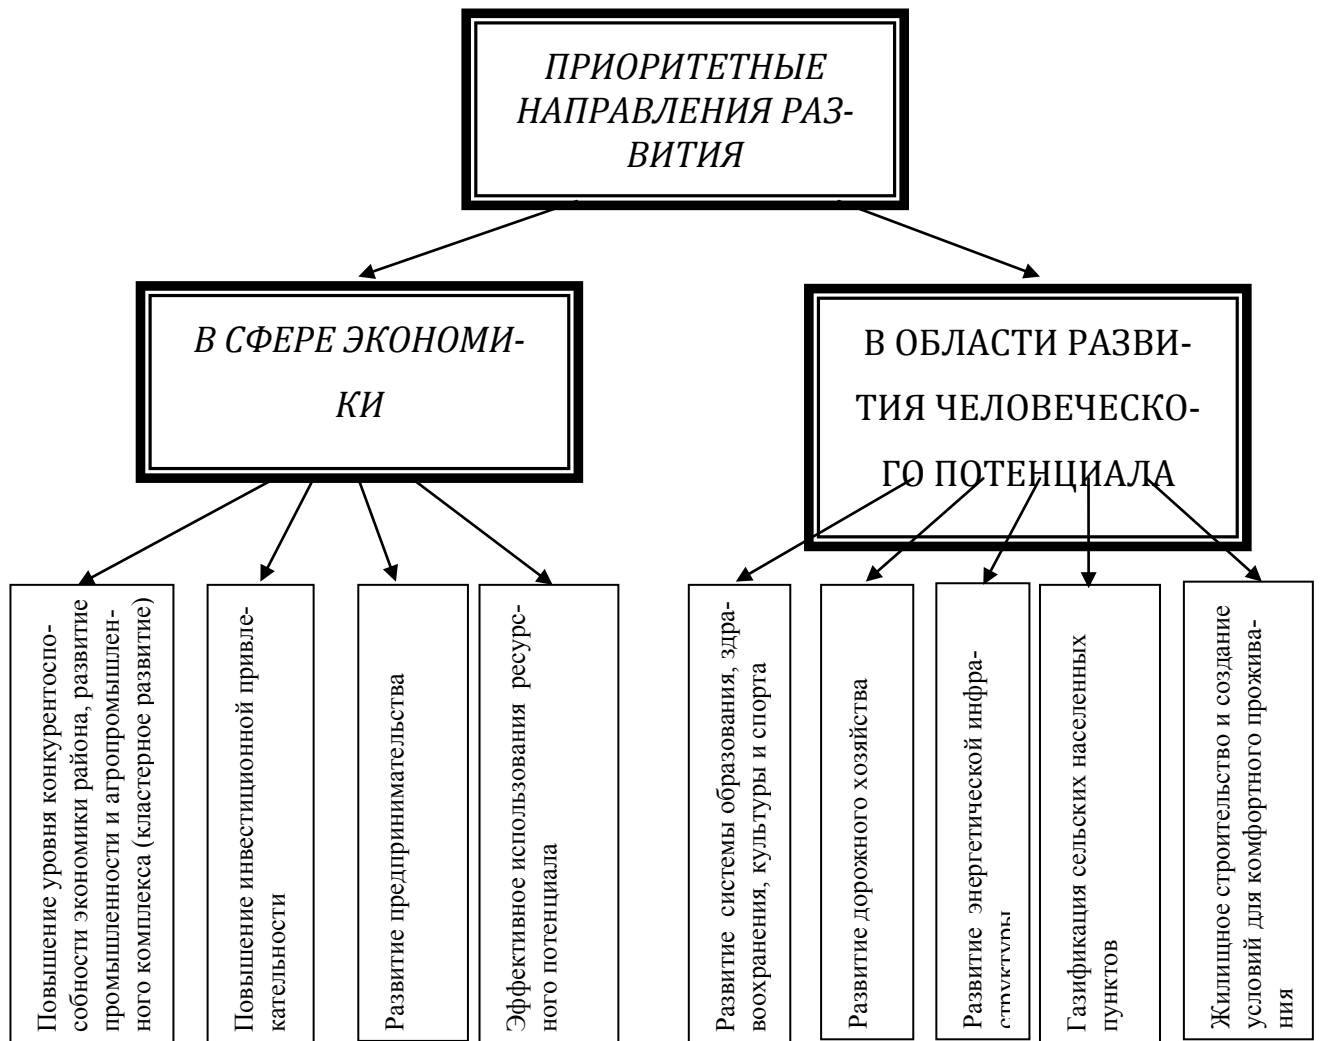 ПРИОРИТЕТНЫЕ
НАПРАВЛЕНИЯ РАЗ-
ВИТИЯ
В СФЕРЕ ЭКОНОМИ-
КИ
В ОБЛАСТИ РАЗВИ-
ТИЯ ЧЕЛОВЕЧЕСКО-
ГО ПОТЕНЦИАЛА
Повышение уровня конкурентоспо-
собности экономики района, развитие
промышленности и агропромышлен-
ного комплекса (кластерное развитие)
Повышение инвестиционной привле-
кательности
Развитие предпринимательства
Эффективное использования ресурс-
ного потенциала
Развитие системы образования, здра-
воохранения, культуры и спорта
Развитие дорожного хозяйства
Развитие энергетической инфра-
структуры
Газификация сельских населенных
пунктов
Жилищное строительство и создание
условий для комфортного прожива-
ния